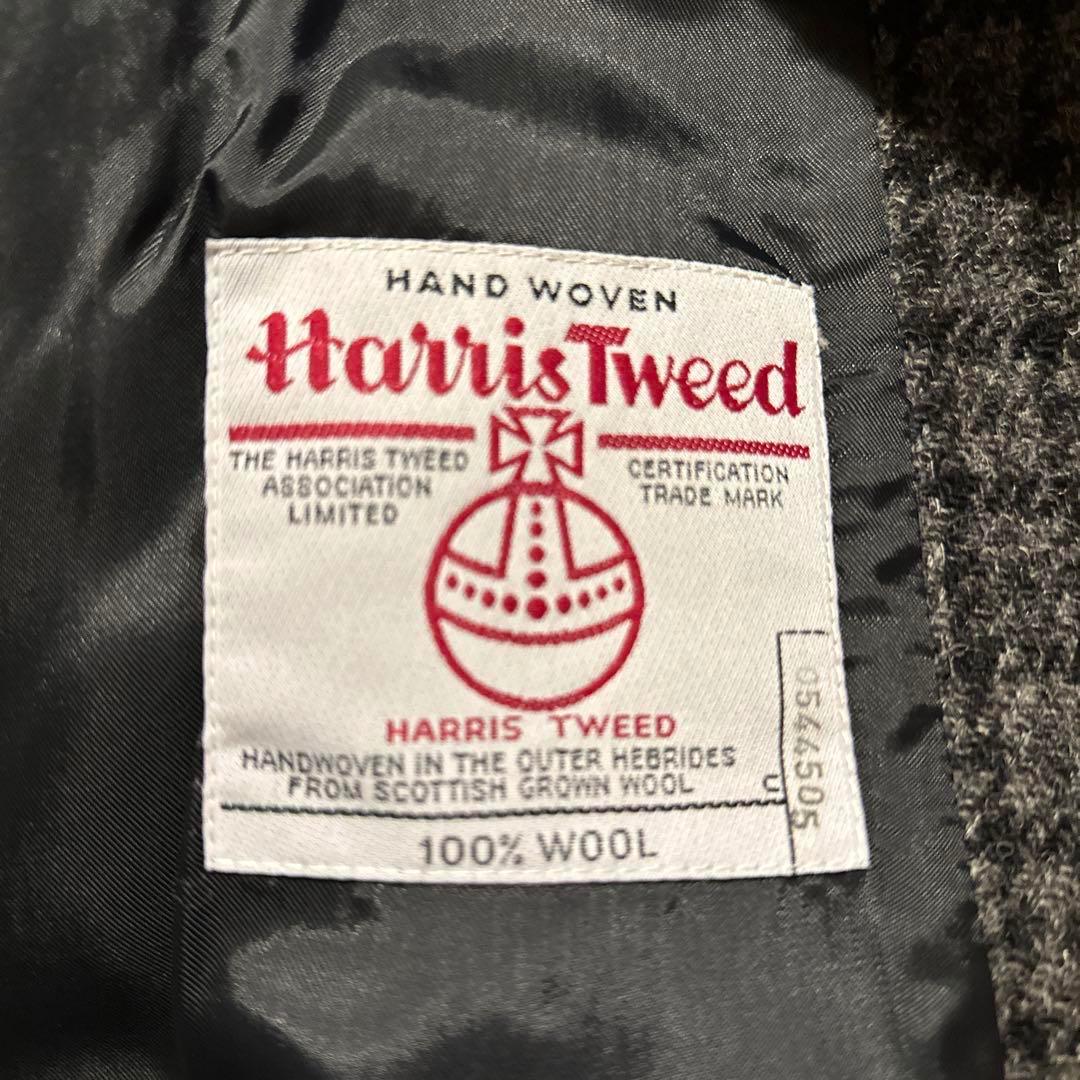 HAND WOVEN
Harris Tweed
THE HARRIS TWEED
ASSOCIATION
LIMITED
CERTIFICATION
TRADE MARK
HARRIS TWEED
HANDWOVEN IN THE OUTER HEBRIDES
FROM SCOTTISH GROWN WOOL
U
100% WOOL
0544505